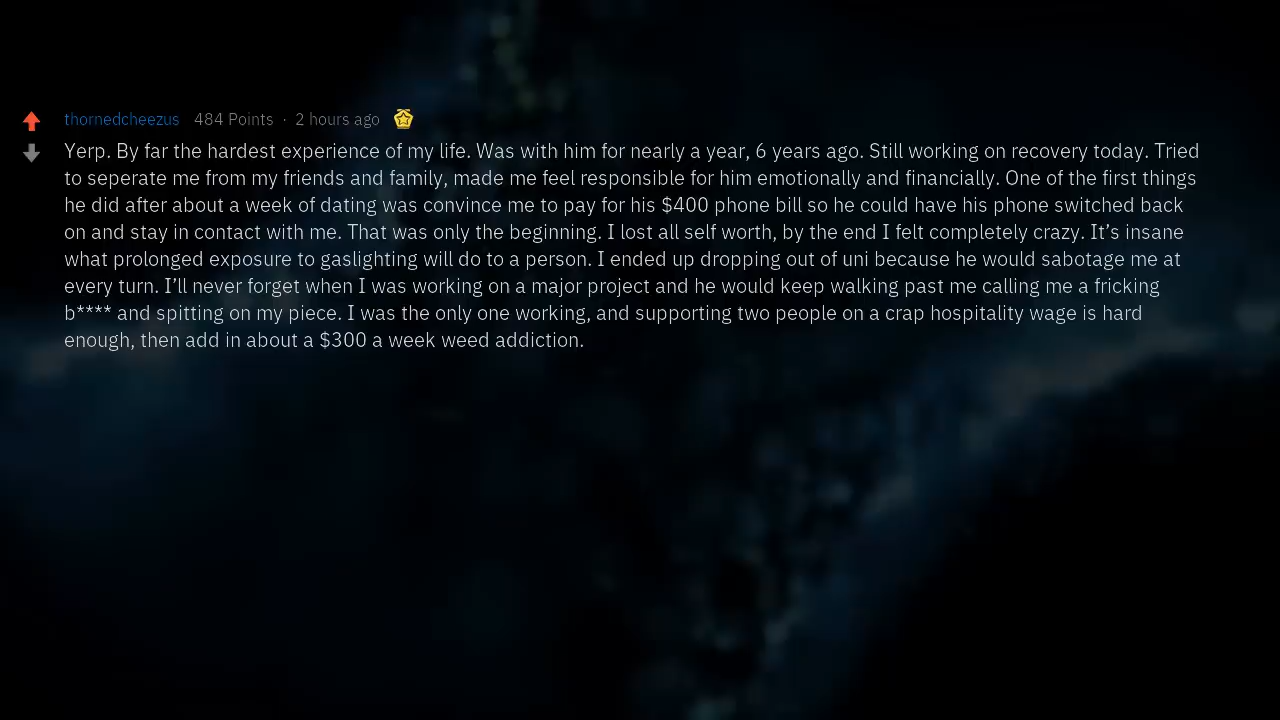 thornedcheezus 484 Points · 2 hours ago
Yerp. By far the hardest experience of my life. Was with him for nearly a year, 6 years ago. Still working on recovery today. Tried
to seperate me from my friends and family, made me feel responsible for him emotionally and financially. One of the first things
he did after about a week of dating was convince me to pay for his $400 phone bill so he could have his phone switched back
on and stay in contact with me. That was only the beginning. I lost all self worth, by the end I felt completely crazy. It’s insane
what prolonged exposure to gaslighting will do to a person. I ended up dropping out of uni because he would sabotage me at
every turn. I’ll never forget when I was working on a major project and he would keep walking past me calling me a fricking
b**** and spitting on my piece. I was the only one working, and supporting two people on a crap hospitality wage is hard
enough, then add in about a $300 a week weed addiction.